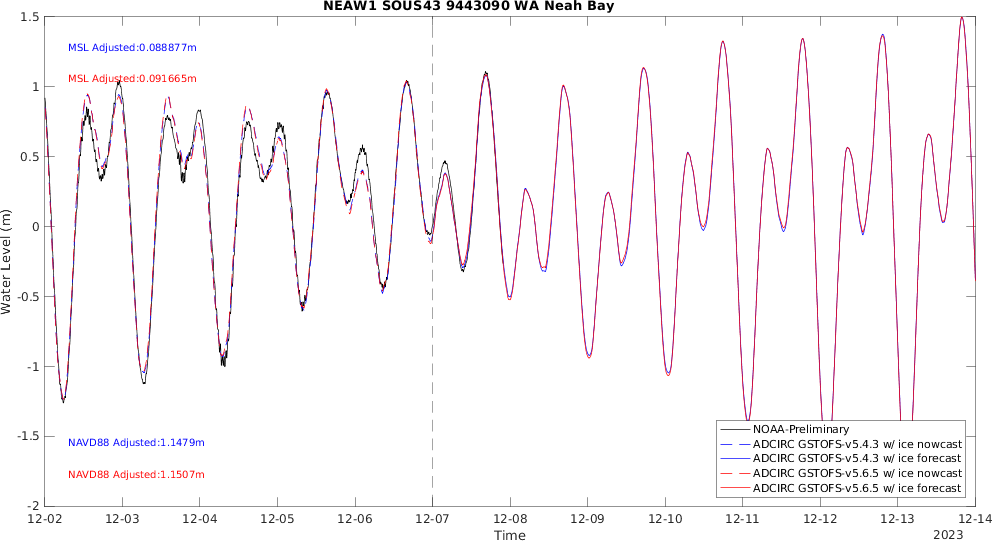 NEAW1 SOUS43 9443090 WA Neah Bay
1.5
1
0.5
0
-0.5
-1
-1.5
-2
Water Level (m)
MSL Adjusted:0.088877m
MSL Adjusted:0.091665m
NAVD88 Adjusted:1.1479m
NAVD88 Adjusted:1.1507m
NOAA-Preliminary
ADCIRC GSTOFS-v5.4.3 w/ ice nowcast
ADCIRC GSTOFS-v5.4.3 w/ ice forecast
ADCIRC GSTOFS-v5.6.5 w/ ice nowcast
ADCIRC GSTOFS-v5.6.5 w/ ice forecast
12-02 12-03 12-04 12-05 12-06 12-07 12-08 12-09 12-10 12-11 12-12 12-13 12-14
Time
2023